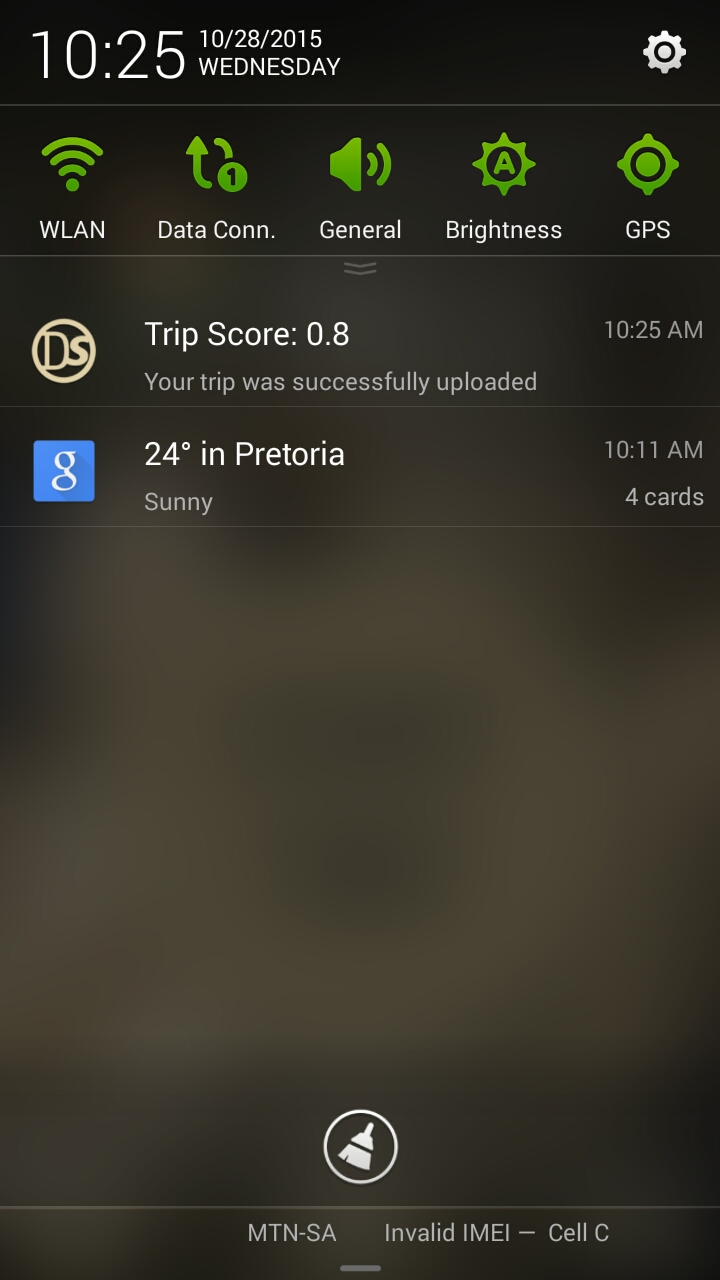 10:25 10/28/2015
WEDNESDAY
1
A
WLAN Data Conn. General Brightness GPS
DS
Trip Score: 0.8 10:25 AM
Your trip was successfully uploaded
g
24° in Pretoria 10:11 AM
Sunny 4 cards
MTN-SA Invalid IMEI — Cell C